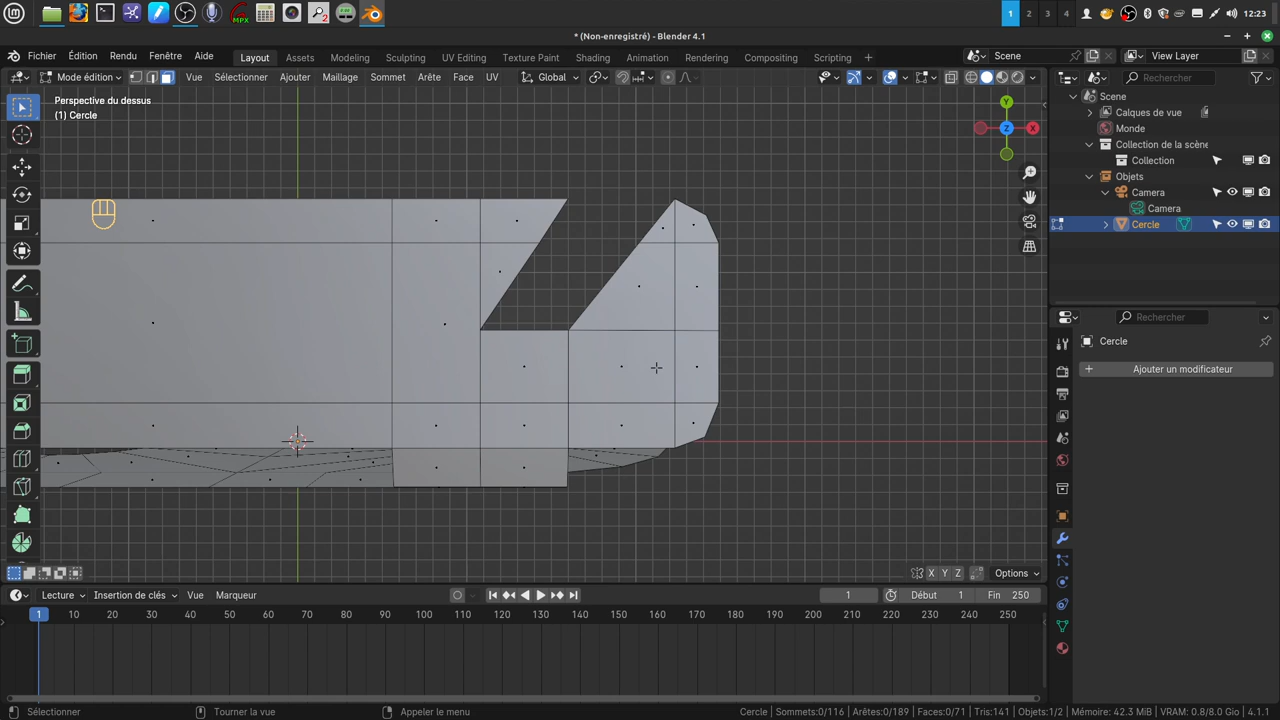 MPX
2
1
2
3
4
12:23
* (Non-enregistré) - Blender 4.1
Fichier
Édition
Rendu
Fenêtre
Aide
Layout
Assets
Modeling
Sculpting
UV Editing
Texture Paint
Shading
Animation
Rendering
Compositing
Scripting
+
Scene
View Layer
Mode édition
Vue
Sélectionner
Ajouter
Maillage
Sommet
Arête
Face
UV
Global
Rechercher
Perspective du dessus
(1) Cercle
Y
Z
X
Scene
Calques de vue
Monde
Collection de la scène
Collection
Objets
Camera
Camera
Cercle
Rechercher
Cercle
+ Ajouter un modificateur
X
Y
Z
Options
Lecture
Insertion de clés
Vue
Marqueur
1
Début 1
Fin 250
1
10
20
30
40
50
60
70
80
90
100
110
120
130
140
150
160
170
180
190
200
210
220
230
240
250
Sélectionner
Tourner la vue
Appeler le menu
Cercle | Sommets:0/116 | Arêtes:0/189 | Faces:0/71 | Tris:141 | Objets:1/2 | Mémoire: 42.3 MiB | VRAM: 0.8/8.0 Gio | 4.1.1